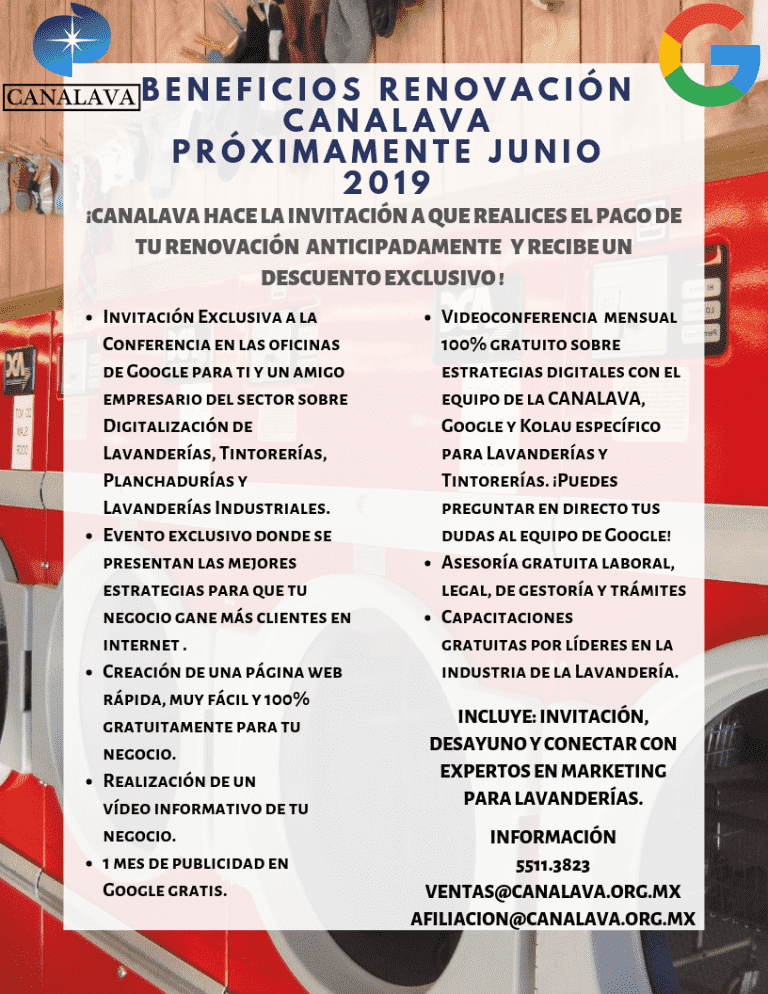 CANALAVA
BENEFICIOS RENOVACIÓN
CANALAVA
PRÓXIMAMENTE JUNIO
2019
¡CANALAVA HACE LA INVITACIÓN A QUE REALICES EL PAGO DE
TU RENOVACIÓN ANTICIPADAMENTE Y RECIBE UN
DESCUENTO EXCLUSIVO !
• Invitación Exclusiva a la
Conferencia en las oficinas
de Google para ti y un amigo
empresario del sector sobre
Digitalización de
Lavanderías, Tintorerías,
Planchadurías y
Lavanderías Industriales.
• Evento exclusivo donde se
presentan las mejores
estrategias para que tu
negocio gane más clientes en
internet .
• Creación de una página web
rápida, muy fácil y 100%
gratuitamente para tu
negocio.
• Realización de un
vídeo informativo de tu
negocio.
• 1 mes de publicidad en
Google gratis.
• Videoconferencia mensual
100% gratuito sobre
estrategias digitales con el
equipo de la CANALAVA,
Google y Kolau específico
para Lavanderías y
Tintorerías. ¡Puedes
preguntar en directo tus
dudas al equipo de Google!
• Asesoría gratuita laboral,
legal, de gestoría y trámites
• Capacitaciones
gratuitas por líderes en la
industria de la Lavandería.
INCLUYE: INVITACIÓN,
DESAYUNO Y CONECTAR CON
EXPERTOS EN MARKETING
PARA LAVANDERÍAS.
INFORMACIÓN
5511.3823
VENTAS@CANALAVA.ORG.MX
AFILIACION@CANALAVA.ORG.MX